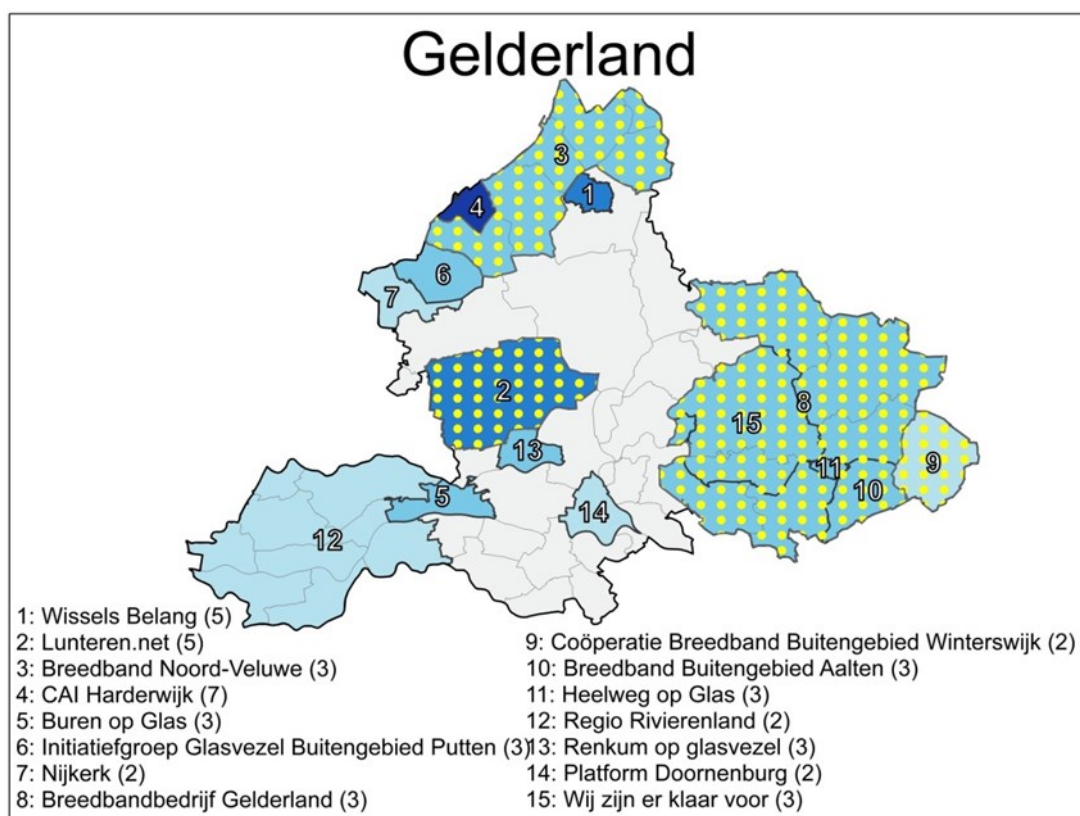 Gelderland
3
1
4
6
7
2
8
15
13
11
9
10
5
14
12
1: Wissels Belang (5)
2: Lunteren.net (5)
3: Breedband Noord-Veluwe (3)
4: CAI Harderwijk (7)
5: Buren op Glas (3)
6: Initiatiefgroep Glasvezel Buitengebied Putten (3)
7: Nijkerk (2)
8: Breedbandbedrijf Gelderland (3)
9: Coöperatie Breedband Buitengebied Winterswijk (2)
10: Breedband Buitengebied Aalten (3)
11: Heelweg op Glas (3)
12: Regio Rivierenland (2)
13: Renkum op glasvezel (3)
14: Platform Doornenburg (2)
15: Wij zijn er klaar voor (3)